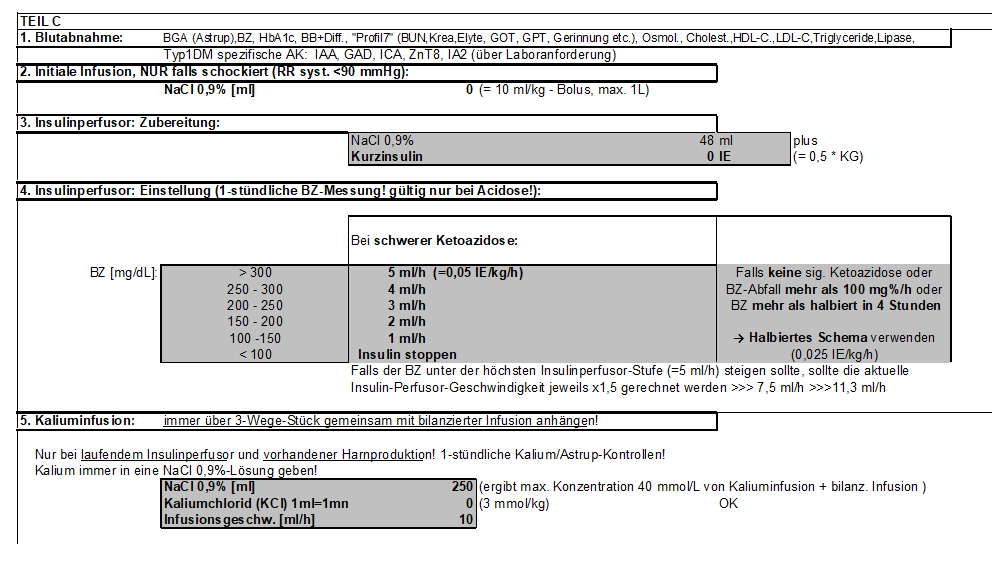 TEIL C
1. Blutabnahme: BGA (Astrup),BZ, HbA1c, BB+Diff., "Profil7" (BUN,Krea,Elyte, GOT, GPT, Gerinnung etc.), Osmol., Cholest.,HDL-C.,LDL-C,Triglyceride,Lipase,
Typ1DM spezifische AK: IAA, GAD, ICA, ZnT8, IA2 (über Laboranforderung)
2. Initiale Infusion, NUR falls schockiert (RR syst. <90 mmHg):
NaCl 0,9% [ml] 0 (= 10 ml/kg - Bolus, max. 1L)
3. Insulinperfusor: Zubereitung:
NaCl 0,9% 48 ml plus
Kurzinsulin 0 IE (= 0,5 * KG)
4. Insulinperfusor: Einstellung (1-stündliche BZ-Messung! gültig nur bei Acidose!):
Bei schwerer Ketoazidose:
BZ [mg/dL]: > 300 5 ml/h (=0,05 IE/kg/h) Falls keine sig. Ketoazidose oder
250 - 300 4 ml/h BZ-Abfall mehr als 100 mg%/h oder
200 - 250 3 ml/h BZ mehr als halbiert in 4 Stunden
150 - 200 2 ml/h
100 -150 1 ml/h → Halbiertes Schema verwenden
< 100 Insulin stoppen (0,025 IE/kg/h)
Falls der BZ unter der höchsten Insulinperfusor-Stufe (=5 ml/h) steigen sollte, sollte die aktuelle
Insulin-Perfusor-Geschwindigkeit jeweils x1,5 gerechnet werden >>> 7,5 ml/h >>>11,3 ml/h
5. Kaliuminfusion: immer über 3-Wege-Stück gemeinsam mit bilanzierter Infusion anhängen!
Nur bei laufendem Insulinperfusor und vorhandener Harnproduktion! 1-stündliche Kalium/Astrup-Kontrollen!
Kalium immer in eine NaCl 0,9%-Lösung geben!
NaCl 0,9% [ml] 250 (ergibt max. Konzentration 40 mmol/L von Kaliuminfusion + bilanz. Infusion )
Kaliumchlorid (KCl) 1ml=1mn 0 (3 mmol/kg) OK
Infusionsgeschw. [ml/h] 10